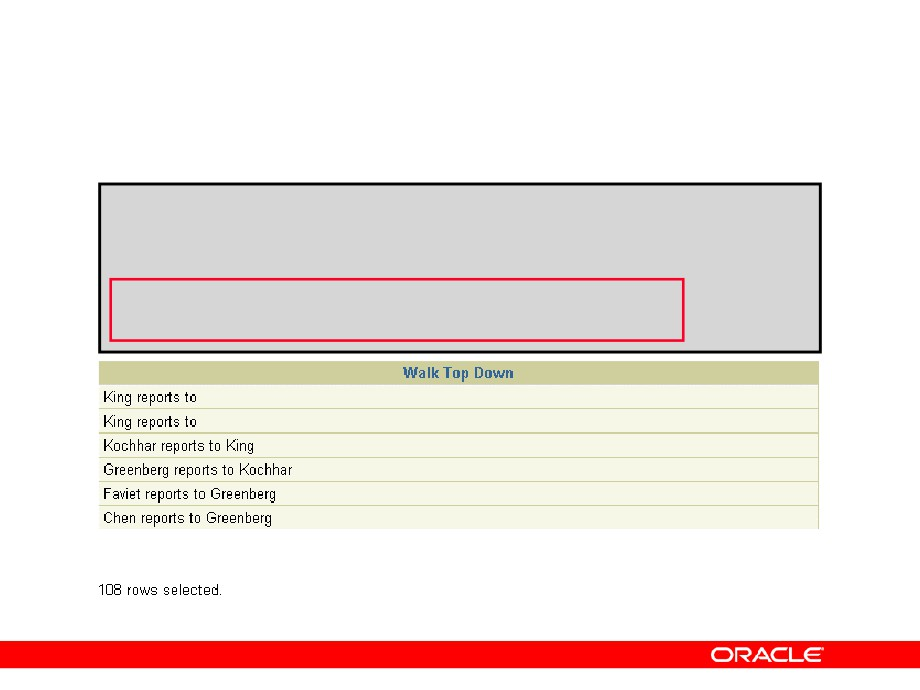 Walk Top Down
King reports to
King reports to
Kochhar reports to King
Greenberg reports to Kochhar
Faviet reports to Greenberg
Chen reports to Greenberg
108 rows selected.
ORACLE